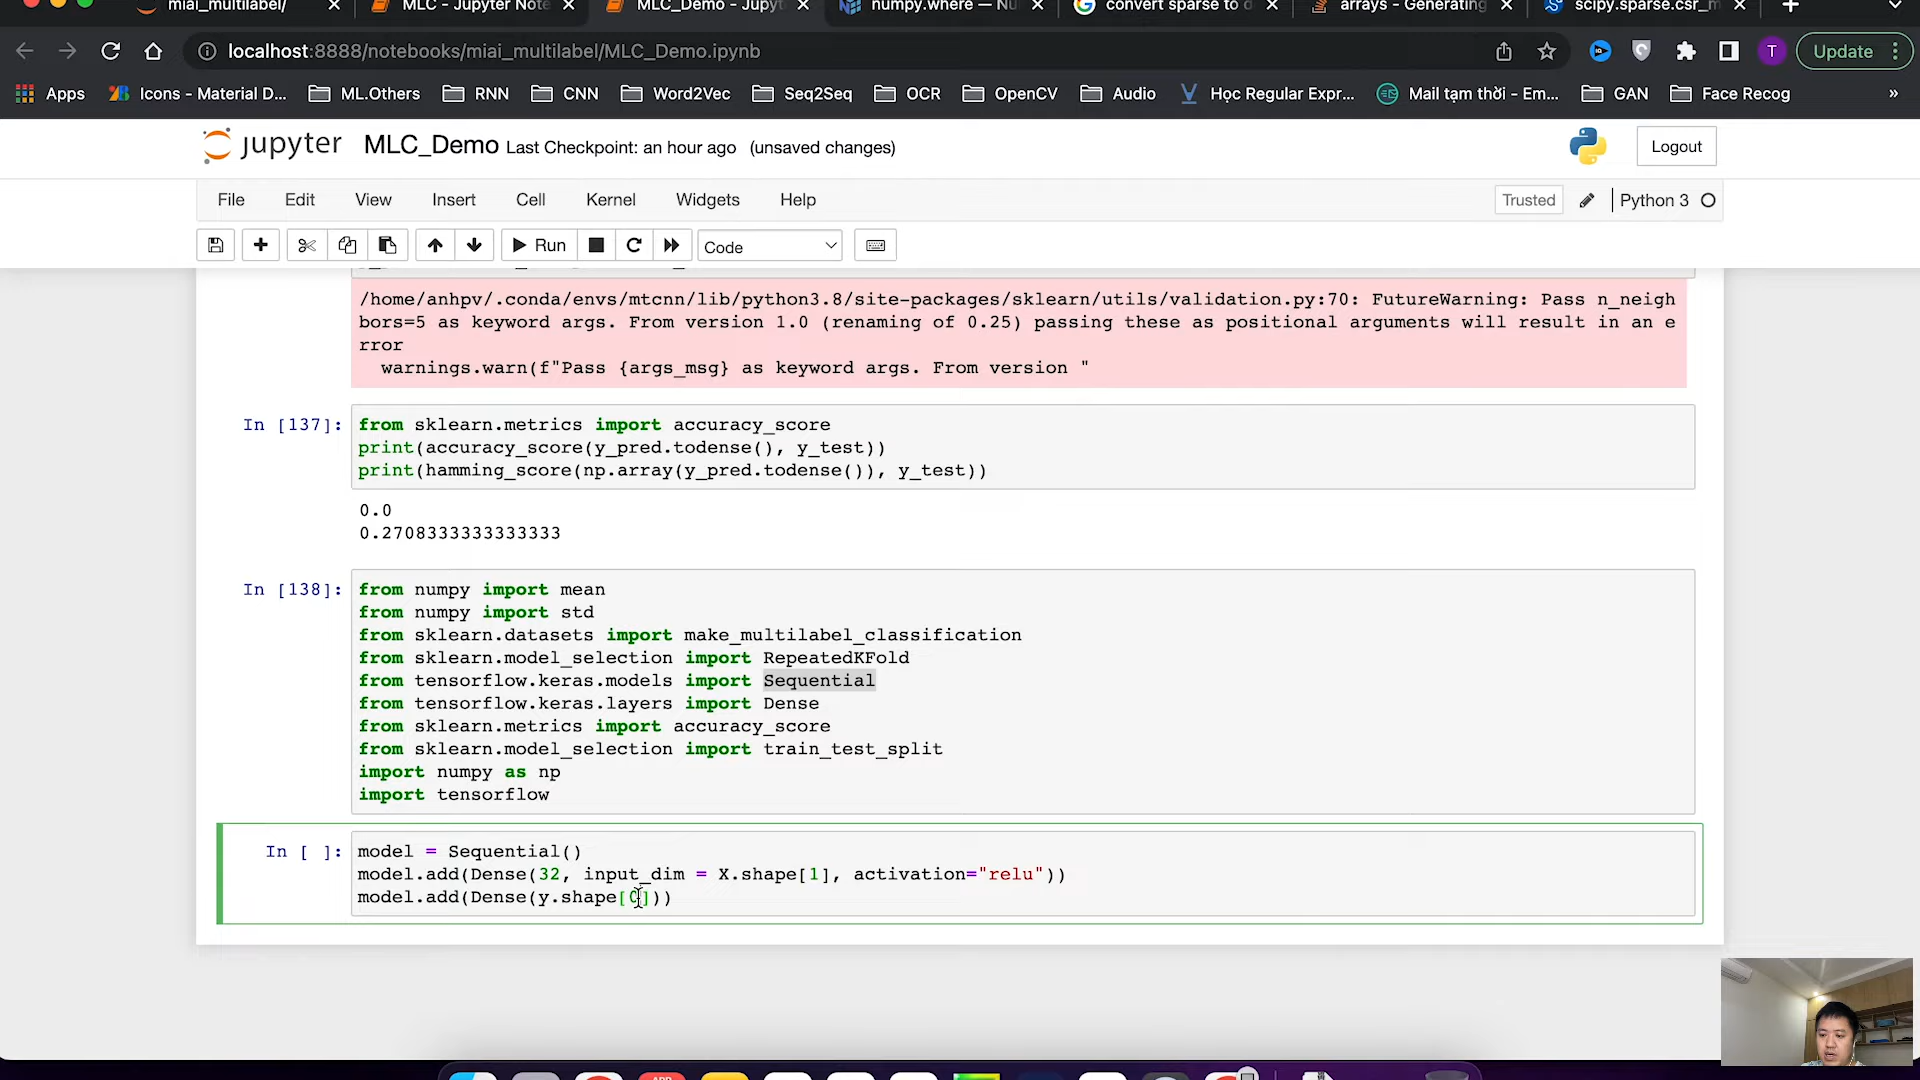 miai_multilabel/
MLC - Jupyter Note
MLC_Demo - Jupyt
numpy.where — Nu
convert sparse to d
arrays - Generating
scipy.sparse.csr_m
localhost:8888/notebooks/miai_multilabel/MLC_Demo.ipynb
T
Update
Apps
Icons - Material D...
ML.Others
RNN
CNN
Word2Vec
Seq2Seq
OCR
OpenCV
Audio
Học Regular Expr...
Mail tạm thời - Em...
GAN
Face Recog
»
jupyter
MLC_Demo Last Checkpoint: an hour ago (unsaved changes)
Logout
File Edit View Insert Cell Kernel Widgets Help
Trusted
Python 3
Run
Code
/home/anhpv/.conda/envs/mtcnn/lib/python3.8/site-packages/sklearn/utils/validation.py:70: FutureWarning: Pass n_neigh
bors=5 as keyword args. From version 1.0 (renaming of 0.25) passing these as positional arguments will result in an e
rror
warnings.warn(f"Pass {args_msg} as keyword args. From version "
In [137]:
from sklearn.metrics import accuracy_score
print(accuracy_score(y_pred.todense(), y_test))
print(hamming_score(np.array(y_pred.todense()), y_test))
0.0
0.2708333333333333
In [138]:
from numpy import mean
from numpy import std
from sklearn.datasets import make_multilabel_classification
from sklearn.model_selection import RepeatedKFold
from tensorflow.keras.models import Sequential
from tensorflow.keras.layers import Dense
from sklearn.metrics import accuracy_score
from sklearn.model_selection import train_test_split
import numpy as np
import tensorflow
In [ ]:
model = Sequential()
model.add(Dense(32, input_dim = X.shape[1], activation="relu"))
model.add(Dense(y.shape[0]))